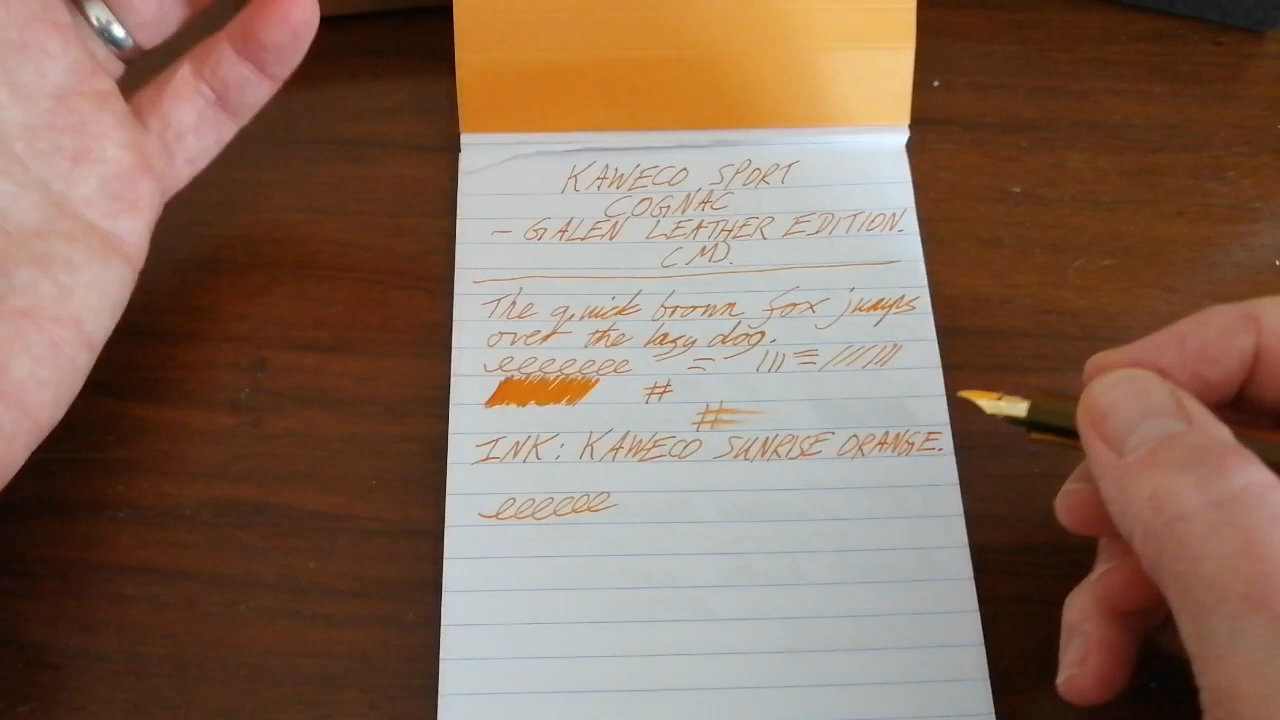 KAWECO SPORT
COGNAC
- GALEN LEATHER EDITION.
(M).
The quick brown fox jumps
over the lazy dog.
eeeeeeee = ||| ≡ //////
#
#
INK: KAWECO SUNRISE ORANGE.
eeeeee